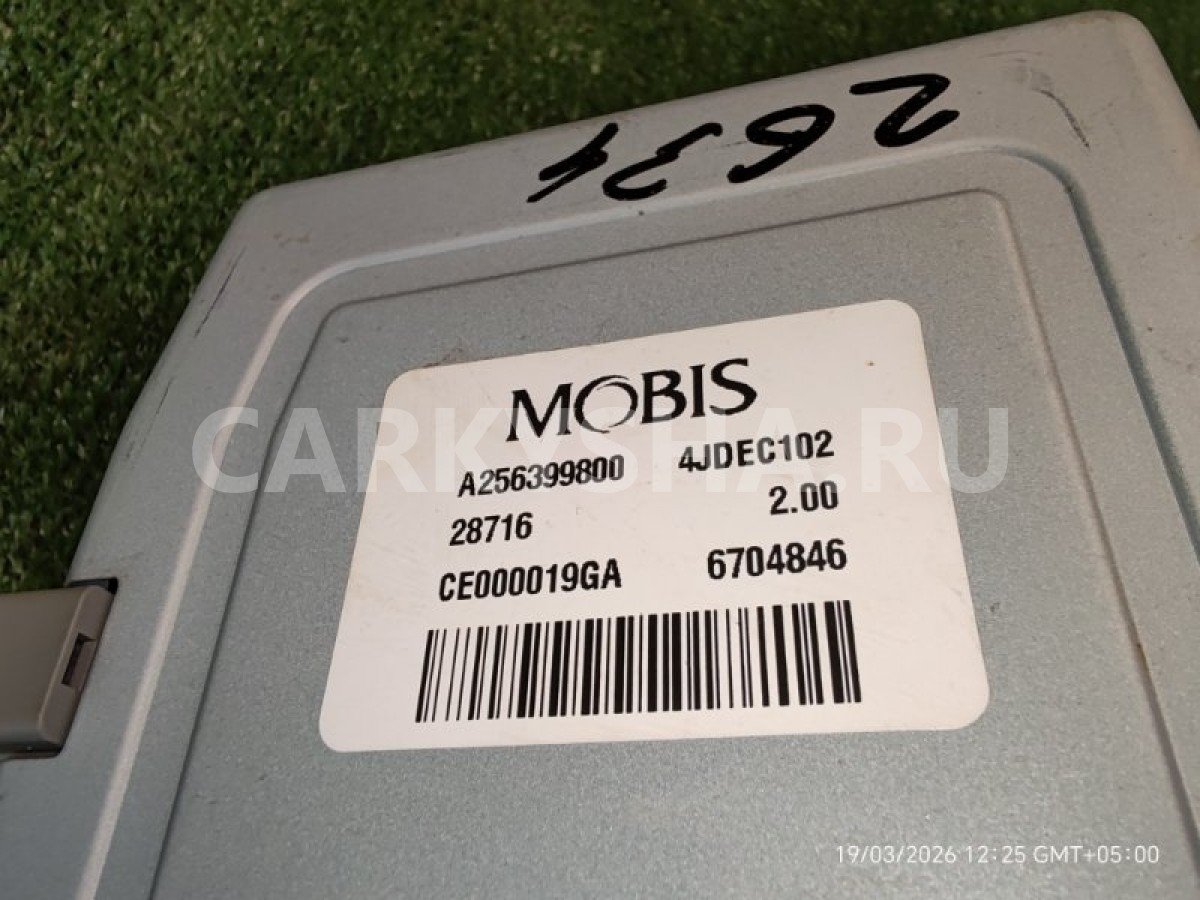 2631
MOBIS
A256399800 4JDEC102
28716 2.00
CE000019GA 6704846
CARKYSHA.RU
19/03/2026 12:25 GMT+05:00